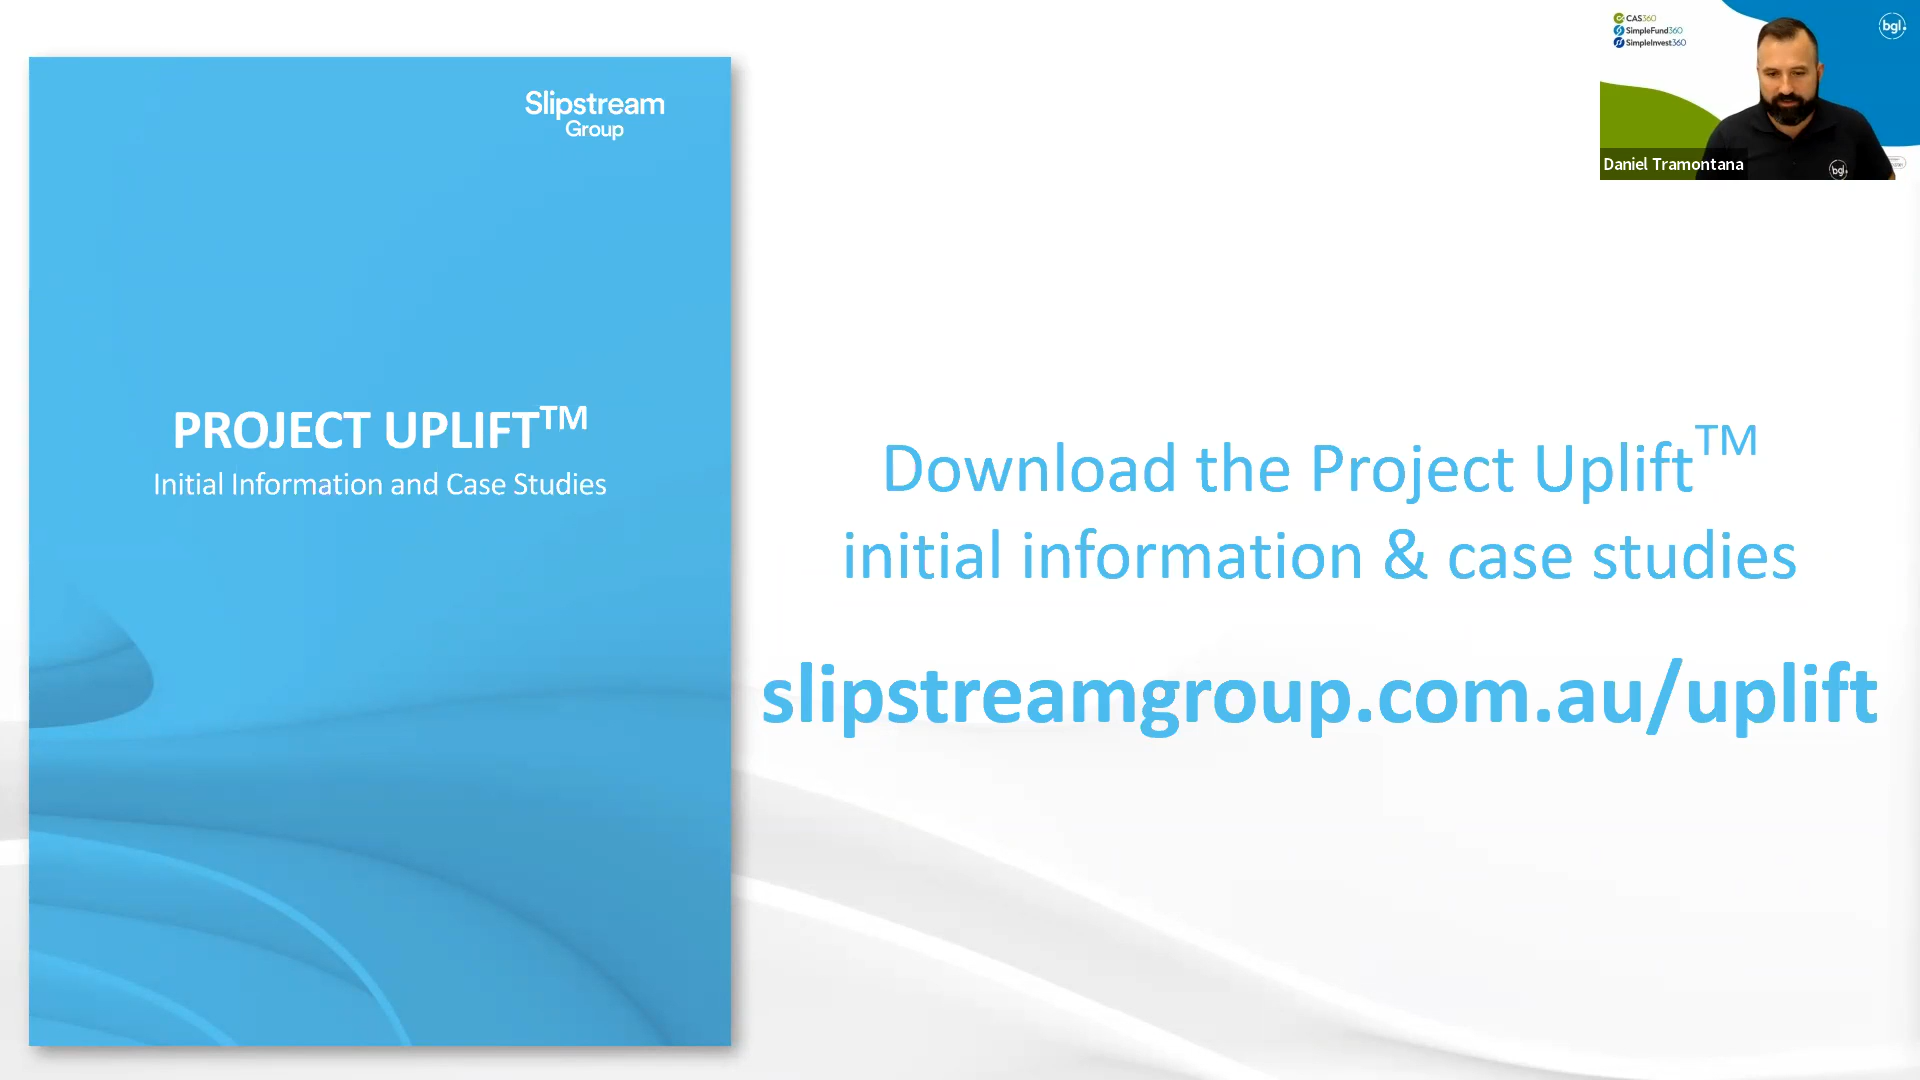 Slipstream
Group
PROJECT UPLIFT™
Initial Information and Case Studies
Download the Project Uplift™
initial information & case studies
slipstreamgroup.com.au/uplift
CAS360
SimpleFund360
SimpleInvest360
bgl.
Daniel Tramontana
bgl.